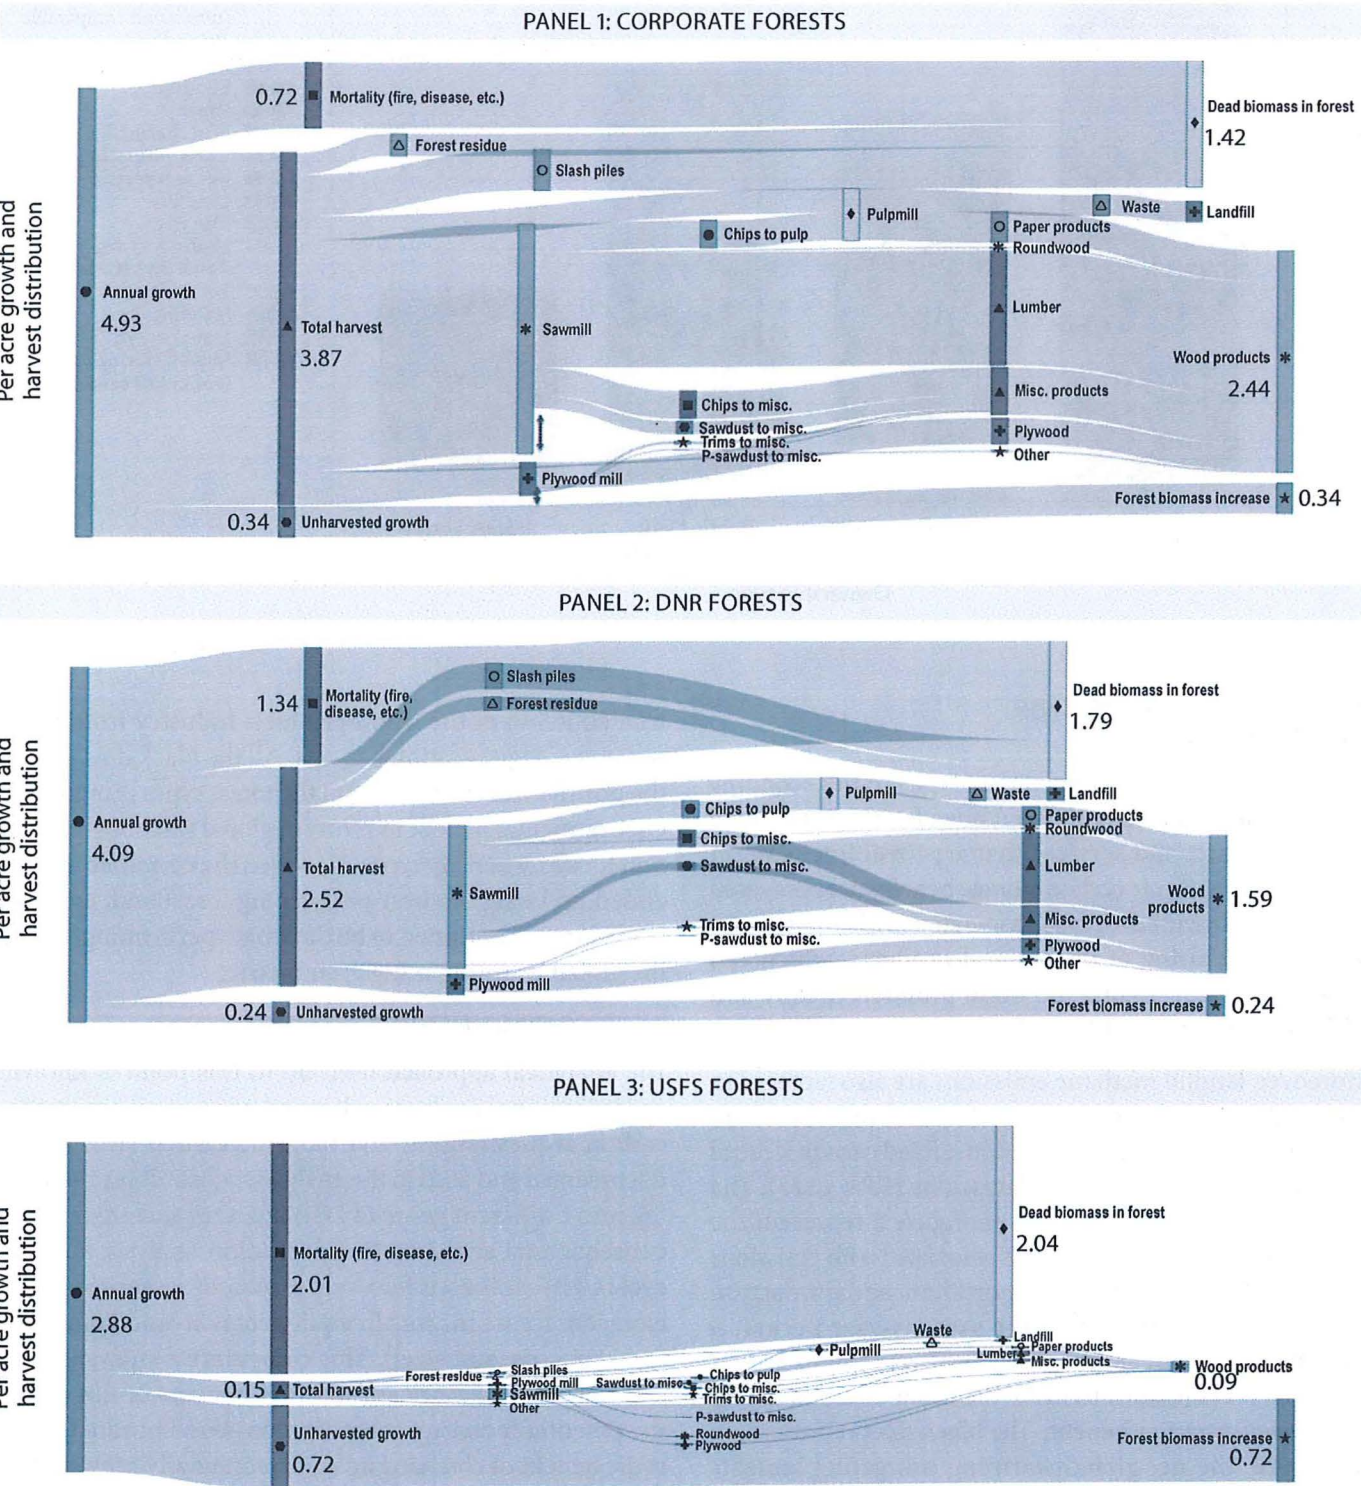 PANEL 1: CORPORATE FORESTS
Per acre growth and
harvest distribution
0.72 Mortality (fire, disease, etc.)
Dead biomass in forest
1.42
Forest residue
Slash piles
Waste
Landfill
Pulpmill
Paper products
Chips to pulp
Roundwood
Annual growth
4.93
Lumber
Total harvest
3.87
Sawmill
Wood products
2.44
Misc. products
Chips to misc.
Sawdust to misc.
Plywood
Trims to misc.
P-sawdust to misc.
Other
Plywood mill
Forest biomass increase 0.34
0.34 Unharvested growth
PANEL 2: DNR FORESTS
Per acre growth and
harvest distribution
Slash piles
Dead biomass in forest
1.79
1.34 Mortality (fire,
disease, etc.)
Forest residue
Pulpmill
Waste
Landfill
Chips to pulp
Paper products
Annual growth
4.09
Roundwood
Chips to misc.
Total harvest
2.52
Sawdust to misc.
Lumber
Sawmill
Wood
products 1.59
Misc. products
Trims to misc.
P-sawdust to misc.
Plywood
Other
Plywood mill
0.24 Unharvested growth
Forest biomass increase 0.24
PANEL 3: USFS FORESTS
Per acre growth and
harvest distribution
Dead biomass in forest
2.04
Mortality (fire, disease, etc.)
2.01
Annual growth
2.88
Waste
Landfill
Pulpmill
Paper products
Lumber
Misc. products
Wood products
0.09
Forest residue
Slash piles
Plywood mill
Chips to pulp
Sawdust to misc.
Chips to misc.
0.15 Total harvest
Sawmill
Trims to misc.
Other
P-sawdust to misc.
Unharvested growth
0.72
Roundwood
Plywood
Forest biomass increase
0.72